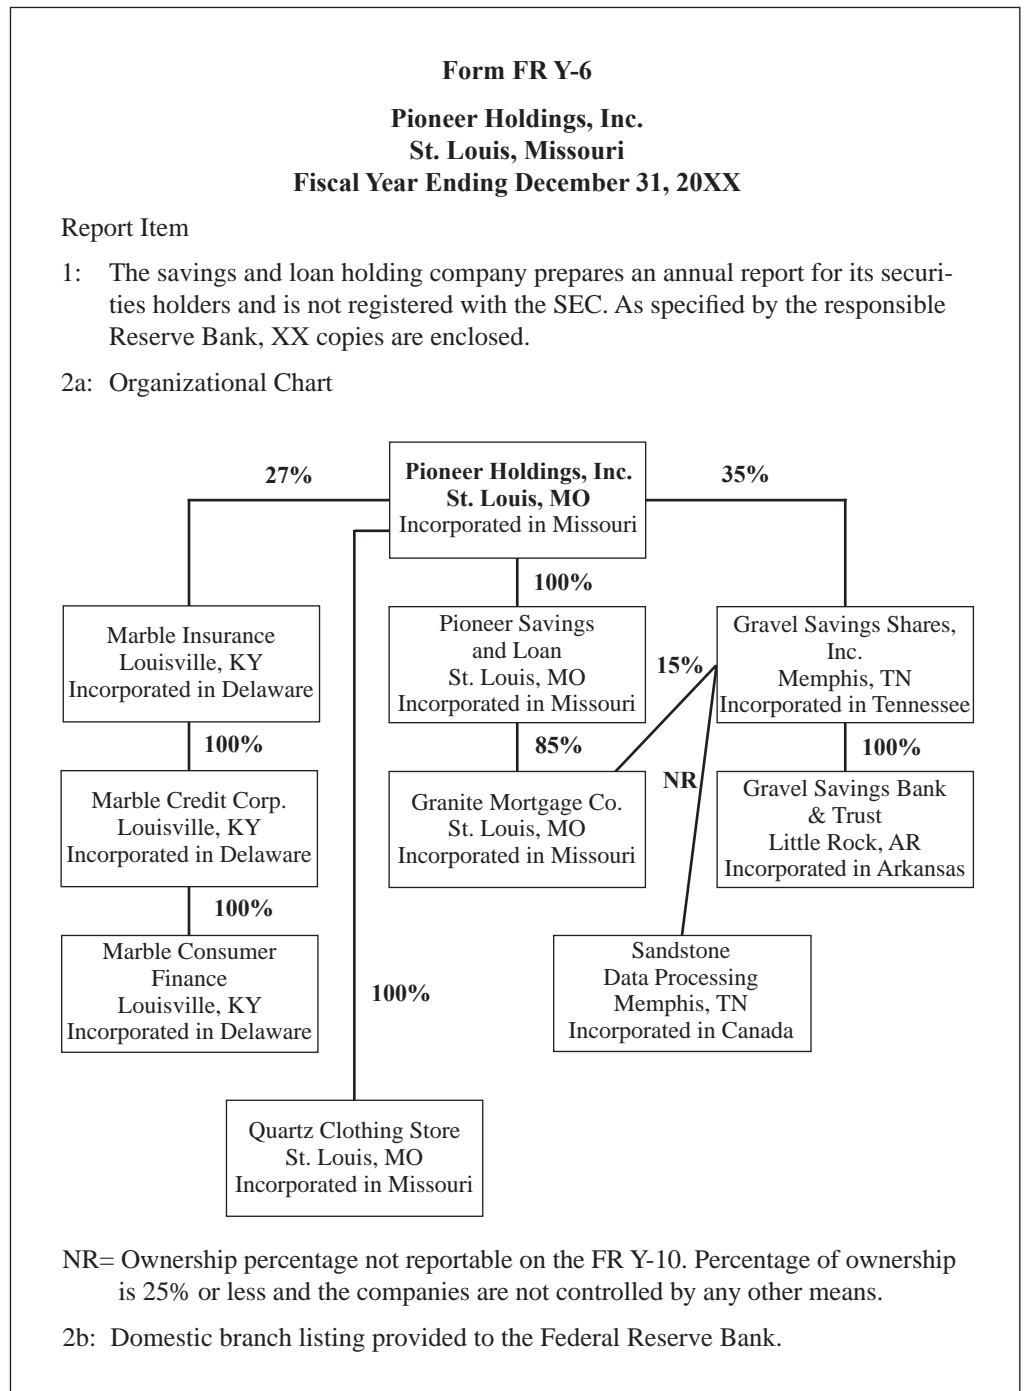 Form FR Y-6
Pioneer Holdings, Inc.
St. Louis, Missouri
Fiscal Year Ending December 31, 20XX
Report Item
1: The savings and loan holding company prepares an annual report for its securi-
ties holders and is not registered with the SEC. As specified by the responsible
Reserve Bank, XX copies are enclosed.
2a: Organizational Chart
27%
Pioneer Holdings, Inc.
St. Louis, MO
Incorporated in Missouri
35%
100%
Marble Insurance
Louisville, KY
Incorporated in Delaware
Pioneer Savings
and Loan
St. Louis, MO
Incorporated in Missouri
15%
Gravel Savings Shares,
Inc.
Memphis, TN
Incorporated in Tennessee
100%
85%
NR
100%
Marble Credit Corp.
Louisville, KY
Incorporated in Delaware
Granite Mortgage Co.
St. Louis, MO
Incorporated in Missouri
Gravel Savings Bank
& Trust
Little Rock, AR
Incorporated in Arkansas
100%
Marble Consumer
Finance
Louisville, KY
Incorporated in Delaware
100%
Sandstone
Data Processing
Memphis, TN
Incorporated in Canada
Quartz Clothing Store
St. Louis, MO
Incorporated in Missouri
NR= Ownership percentage not reportable on the FR Y-10. Percentage of ownership
is 25% or less and the companies are not controlled by any other means.
2b: Domestic branch listing provided to the Federal Reserve Bank.